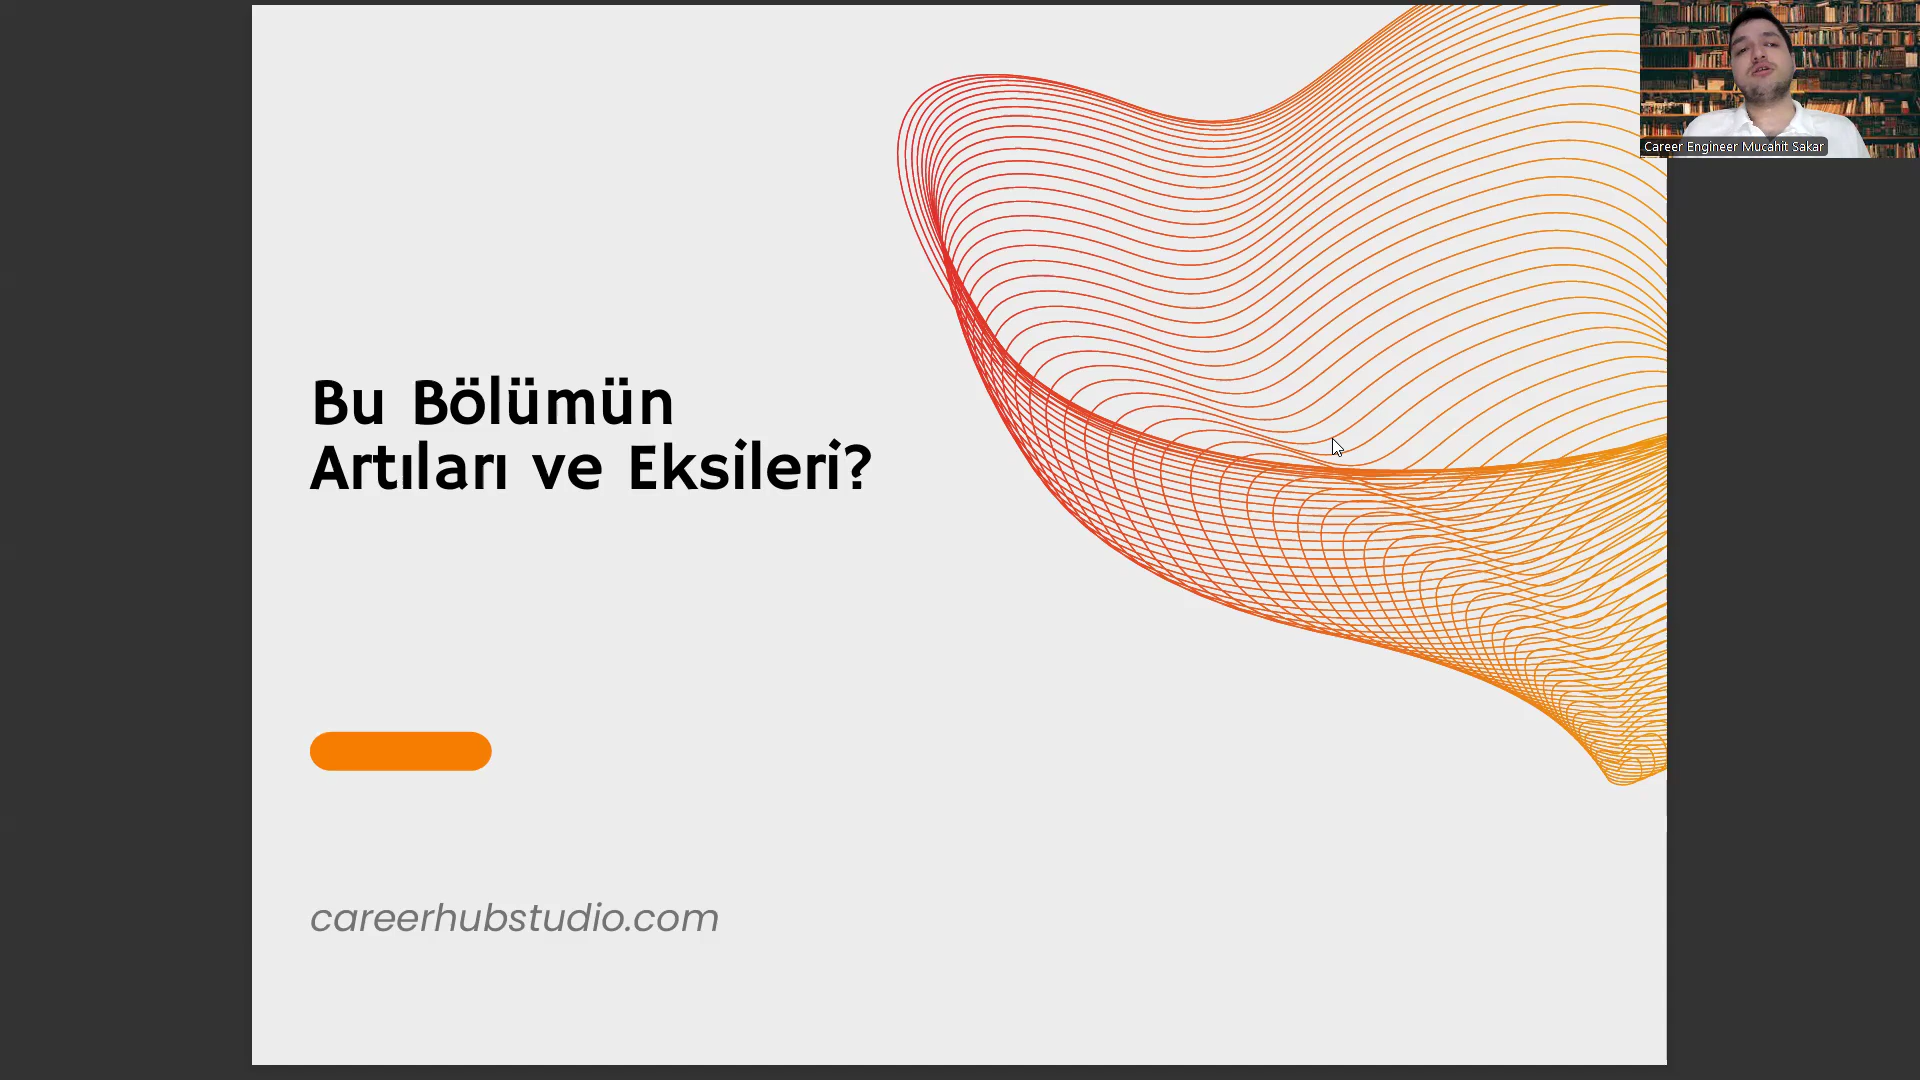 Career Engineer Mucahit Sakar
Bu Bölümün
Artıları ve Eksileri?
careerhubstudio.com